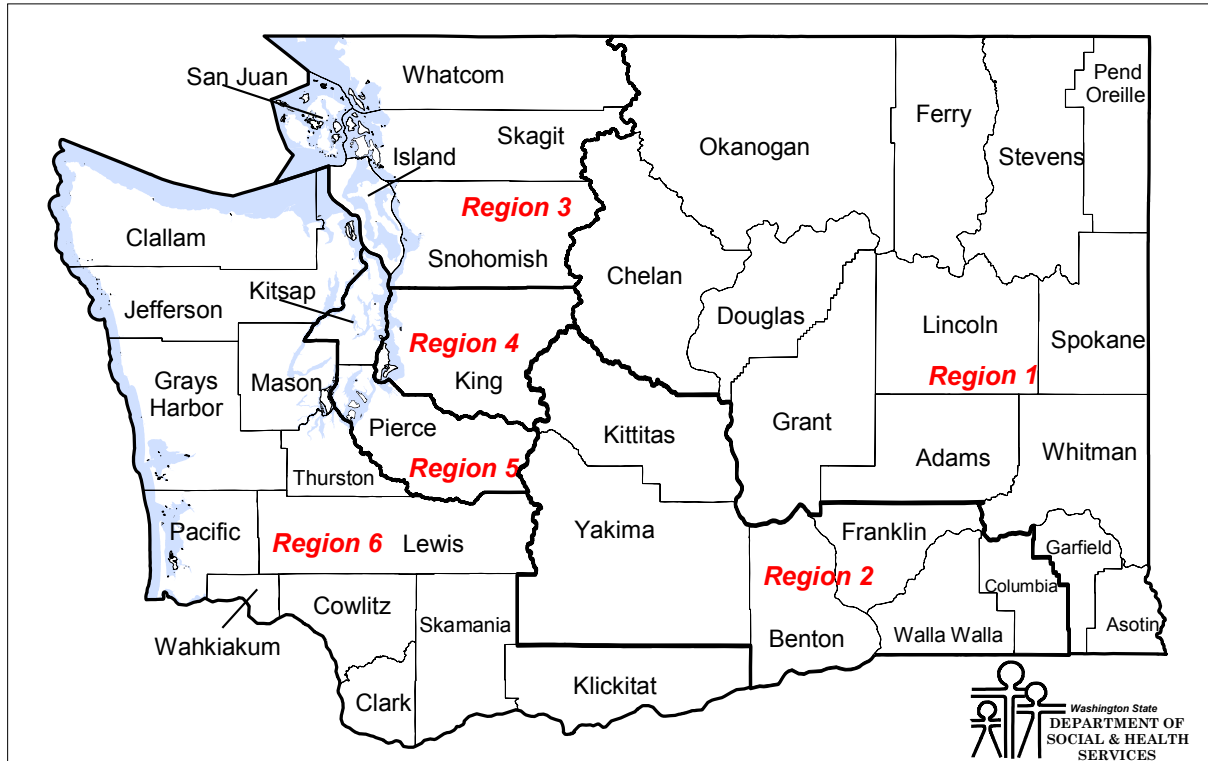 San Juan
Whatcom
Pend
Oreille
Skagit
Ferry
Okanogan
Stevens
Island
Region 3
Clallam
Snohomish
Chelan
Kitsap
Jefferson
Douglas
Lincoln
Spokane
Region 4
Region 1
Grays
Harbor
Mason
King
Pierce
Kittitas
Grant
Whitman
Adams
Region 5
Thurston
Pacific
Yakima
Franklin
Region 6
Lewis
Garfield
Region 2
Columbia
Cowlitz
Skamania
Wahkiakum
Benton
Walla Walla
Asotin
Clark
Klickitat
Washington State
DEPARTMENT OF
SOCIAL & HEALTH
SERVICES